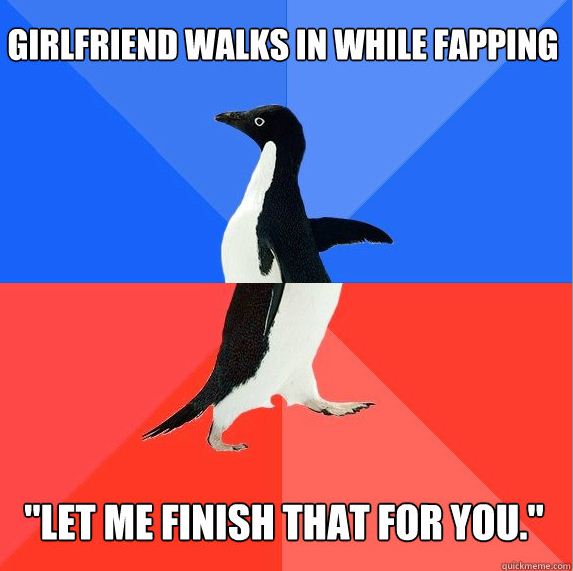 GIRLFRIEND WALKS IN WHILE FAPPING
"LET ME FINISH THAT FOR YOU."
quickmeme.com